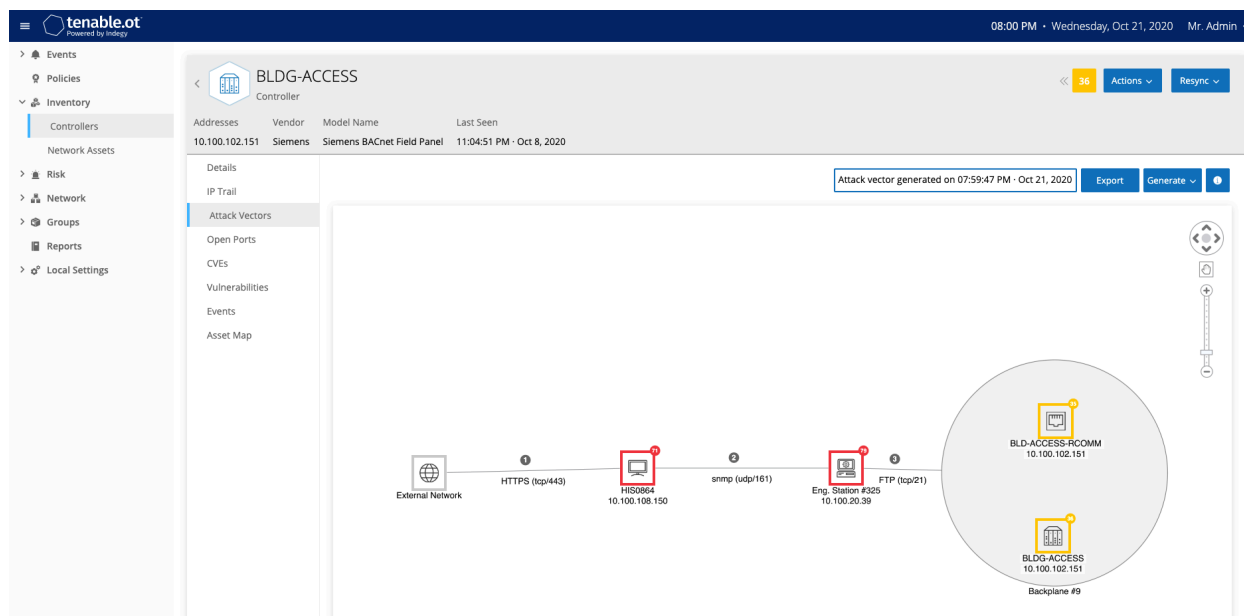 tenable.ot
Powered by Indegy
08:00 PM · Wednesday, Oct 21, 2020 Mr. Admin
Events
Policies
Inventory
Controllers
Network Assets
Risk
Network
Groups
Reports
Local Settings
BLDG-ACCESS
Controller
36
Actions
Resync
Addresses Vendor Model Name Last Seen
10.100.102.151 Siemens Siemens BACnet Field Panel 11:04:51 PM · Oct 8, 2020
Details
IP Trail
Attack Vectors
Open Ports
CVEs
Vulnerabilities
Events
Asset Map
Attack vector generated on 07:59:47 PM · Oct 21, 2020
Export
Generate
External Network
1
HTTPS (tcp/443)
71
HIS0864
10.100.108.150
2
snmp (udp/161)
79
Eng. Station #325
10.100.20.39
3
FTP (tcp/21)
BLD-ACCESS-RCOMM
10.100.102.151
BLDG-ACCESS
10.100.102.151
Backplane #9